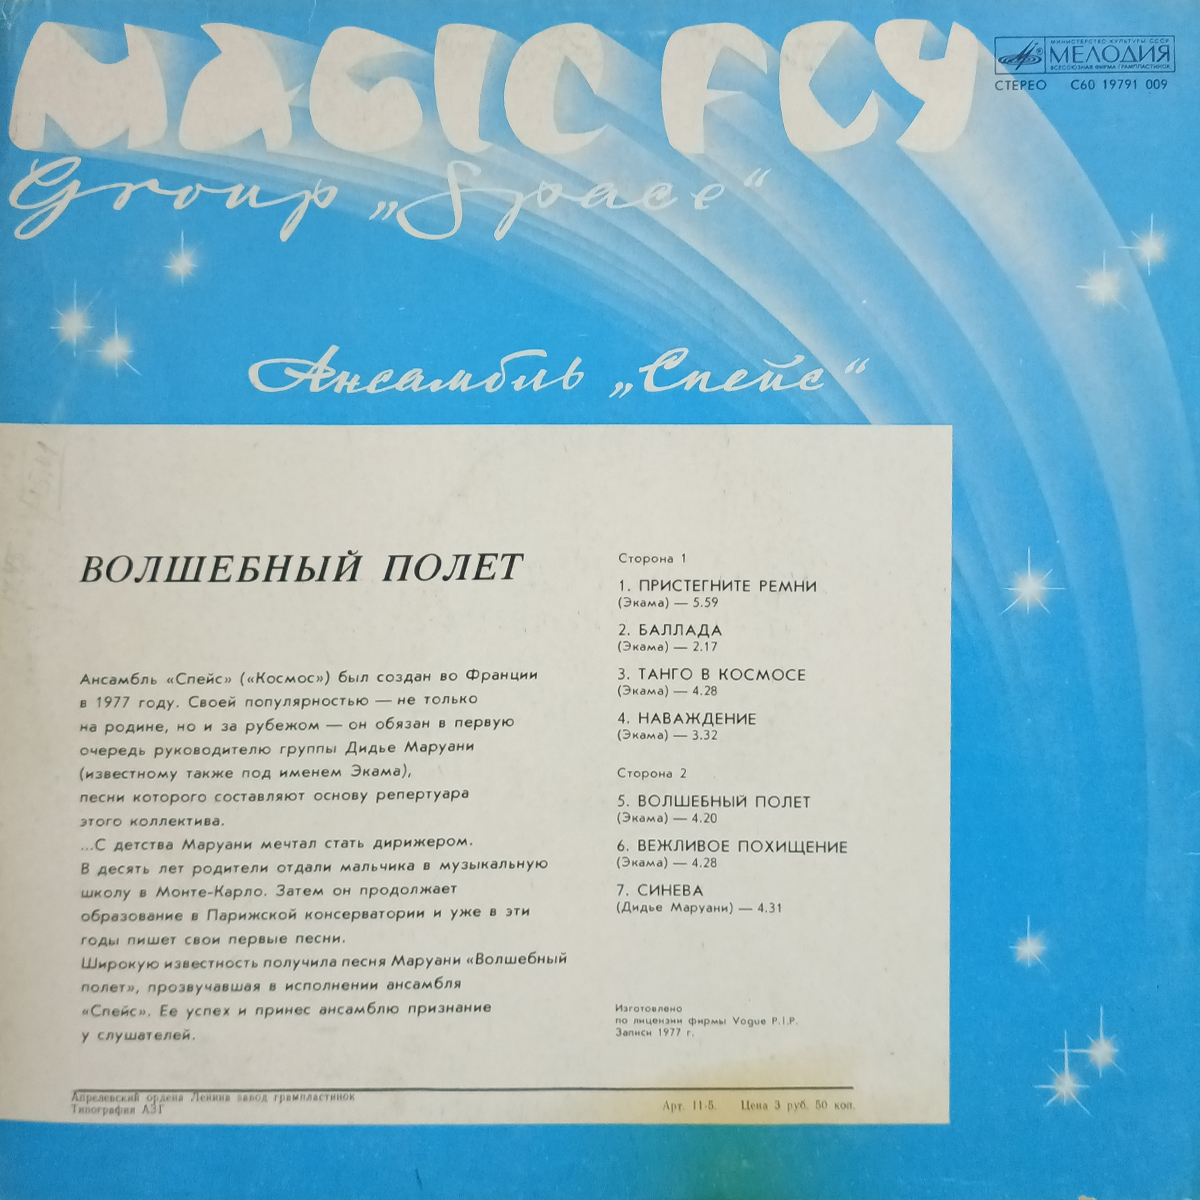 MAGIC FLY
МИНИСТЕРСТВО КУЛЬТУРЫ СССР
МЕЛОДИЯ
ВСЕСОЮЗНАЯ ФИРМА ГРАМПЛАСТИНОК
СТЕРЕО С60 19791 009
Group „Space“
Ансамбль „Спейс“
ВОЛШЕБНЫЙ ПОЛЕТ
Ансамбль «Спейс» («Космос») был создан во Франции
в 1977 году. Своей популярностью — не только
на родине, но и за рубежом — он обязан в первую
очередь руководителю группы Дидье Маруани
(известному также под именем Экама),
песни которого составляют основу репертуара
этого коллектива.
...С детства Маруани мечтал стать дирижером.
В десять лет родители отдали мальчика в музыкальную
школу в Монте-Карло. Затем он продолжает
образование в Парижской консерватории и уже в эти
годы пишет свои первые песни.
Широкую известность получила песня Маруани «Волшебный
полет», прозвучавшая в исполнении ансамбля
«Спейс». Ее успех и принес ансамблю признание
у слушателей.
Сторона 1
1. ПРИСТЕГНИТЕ РЕМНИ
(Экама) — 5.59
2. БАЛЛАДА
(Экама) — 2.17
3. ТАНГО В КОСМОСЕ
(Экама) — 4.28
4. НАВАЖДЕНИЕ
(Экама) — 3.32
Сторона 2
5. ВОЛШЕБНЫЙ ПОЛЕТ
(Экама) — 4.20
6. ВЕЖЛИВОЕ ПОХИЩЕНИЕ
(Экама) — 4.28
7. СИНЕВА
(Дидье Маруани) — 4.31
Изготовлено
по лицензии фирмы Vogue P.I.P.
Записи 1977 г.
Апрелевский ордена Ленина завод грампластинок
Типография АЗГ
Арт. 11-5. Цена 3 руб. 50 коп.